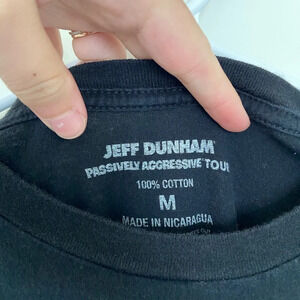 JEFF DUNHAM
PASSIVELY AGGRESSIVE TOUR
100% COTTON
M
MADE IN NICARAGUA